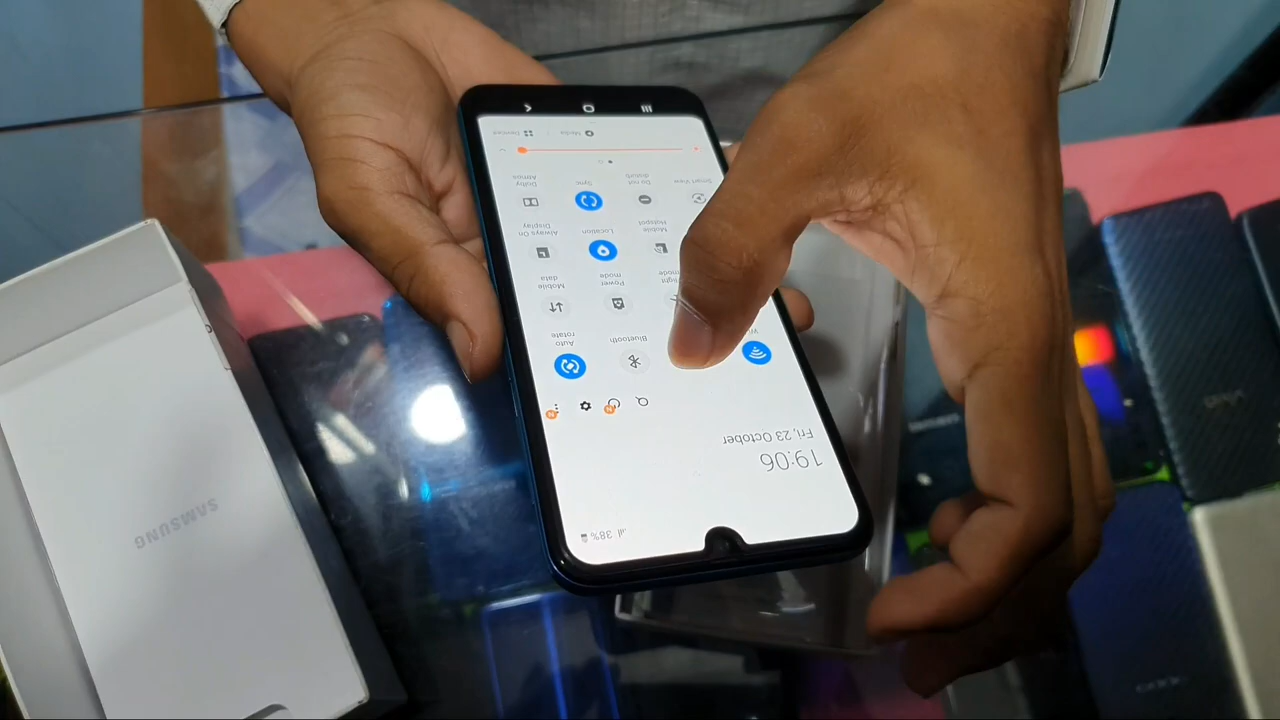 38%
19:06
Fri, 23 October
Bluetooth
Auto
rotate
Power
mode
Mobile
data
Mobile
Hotspot
Location
Always On
Display
Smart View
Do not
disturb
Sync
Dolby
Atmos
Media
Devices
SAMSUNG